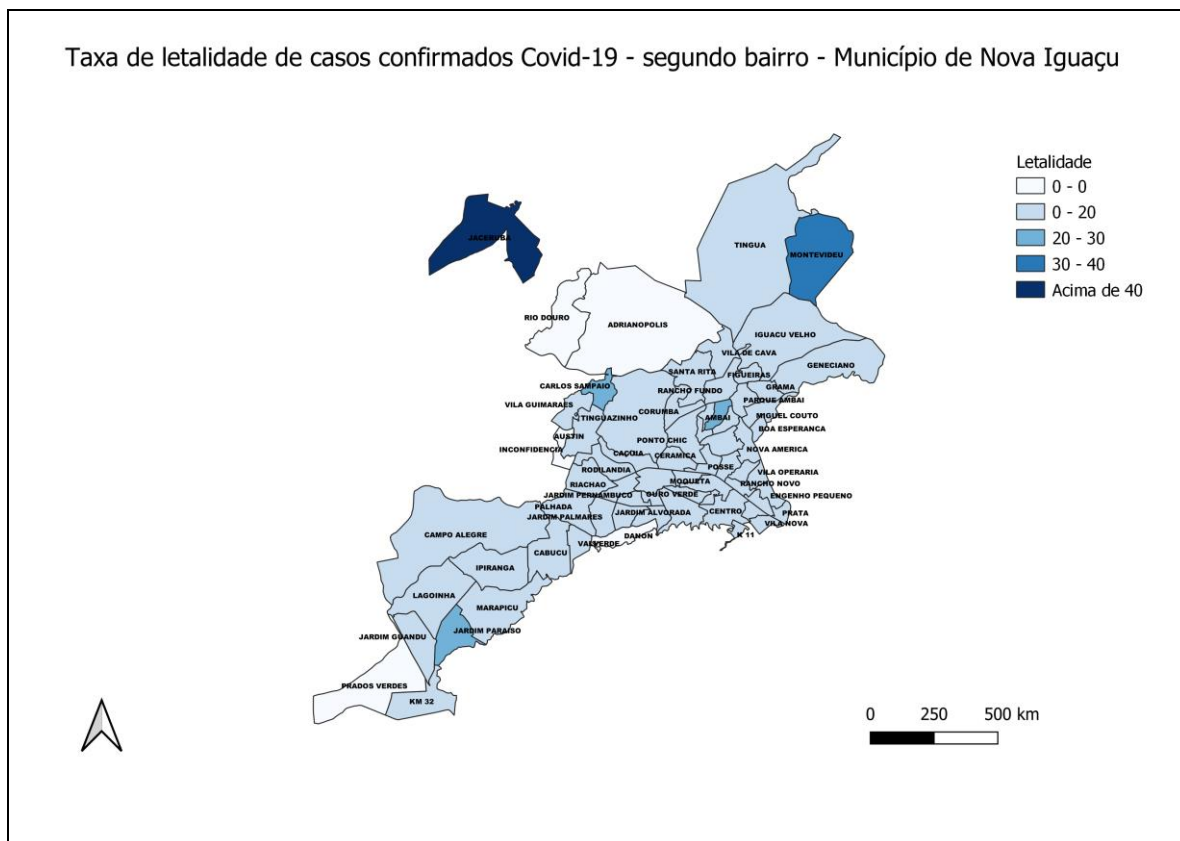 Taxa de letalidade de casos confirmados Covid-19 - segundo bairro - Município de Nova Iguaçu
Letalidade
0 - 0
0 - 20
20 - 30
30 - 40
Acima de 40
JACERUBA
TINGUA
MONTEVIDEU
RIO DOURO
ADRIANOPOLIS
IGUACU VELHO
VILA DE CAVA
GENECIANO
SANTA RITA
FIGUEIRAS
CARLOS SAMPAIO
RANCHO FUNDO
GRAMA
PARQUE AMBAI
VILA GUIMARAES
TINGUAZINHO
CORUMBA
AMBAI
MIGUEL COUTO
BOA ESPERANCA
AUSTIN
PONTO CHIC
INCONFIDENCIA
CAÇUIA
CERAMICA
NOVA AMERICA
RODILANDIA
POSSE
VILA OPERARIA
RIACHAO
MOQUETA
RANCHO NOVO
JARDIM PERNAMBUCO
OURO VERDE
ENGENHO PEQUENO
PALHADA
JARDIM PALMARES
JARDIM ALVORADA
CENTRO
PRATA
VILA NOVA
CAMPO ALEGRE
VALVERDE
DANON
K 11
CABUCU
IPIRANGA
LAGOINHA
MARAPICU
JARDIM GUANDU
JARDIM PARAISO
PRADOS VERDES
KM 32
0 250 500 km